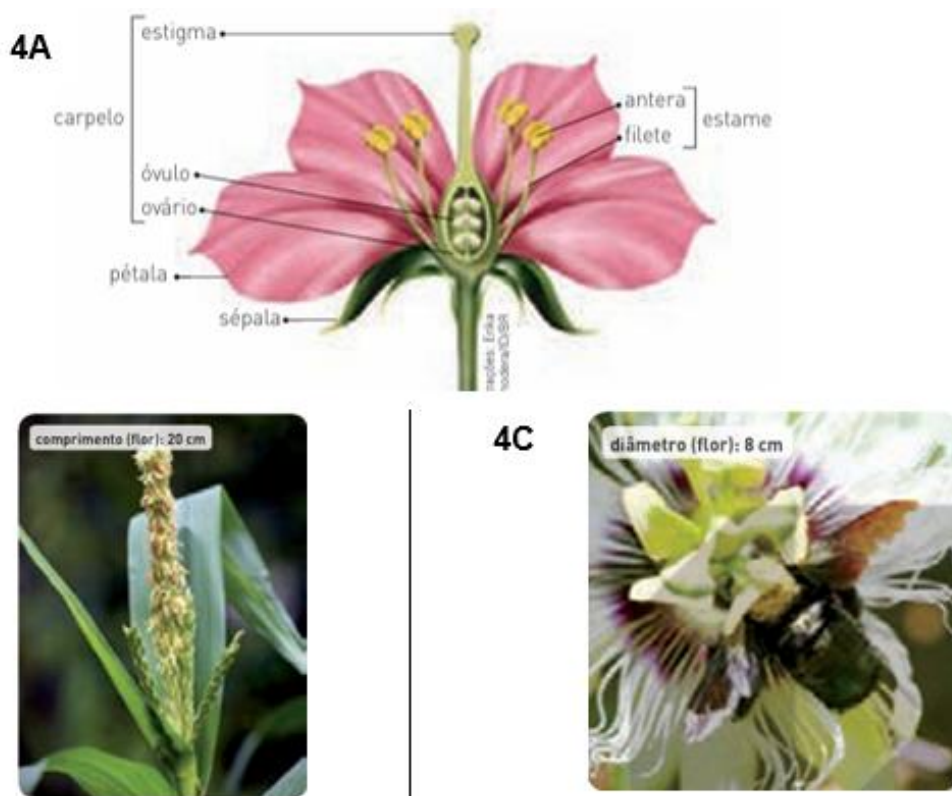 4A
estigma
carpelo
antera
filete
estame
óvulo
ovário
pétala
sépala
comprimento (flor): 20 cm
4C
diâmetro (flor): 8 cm